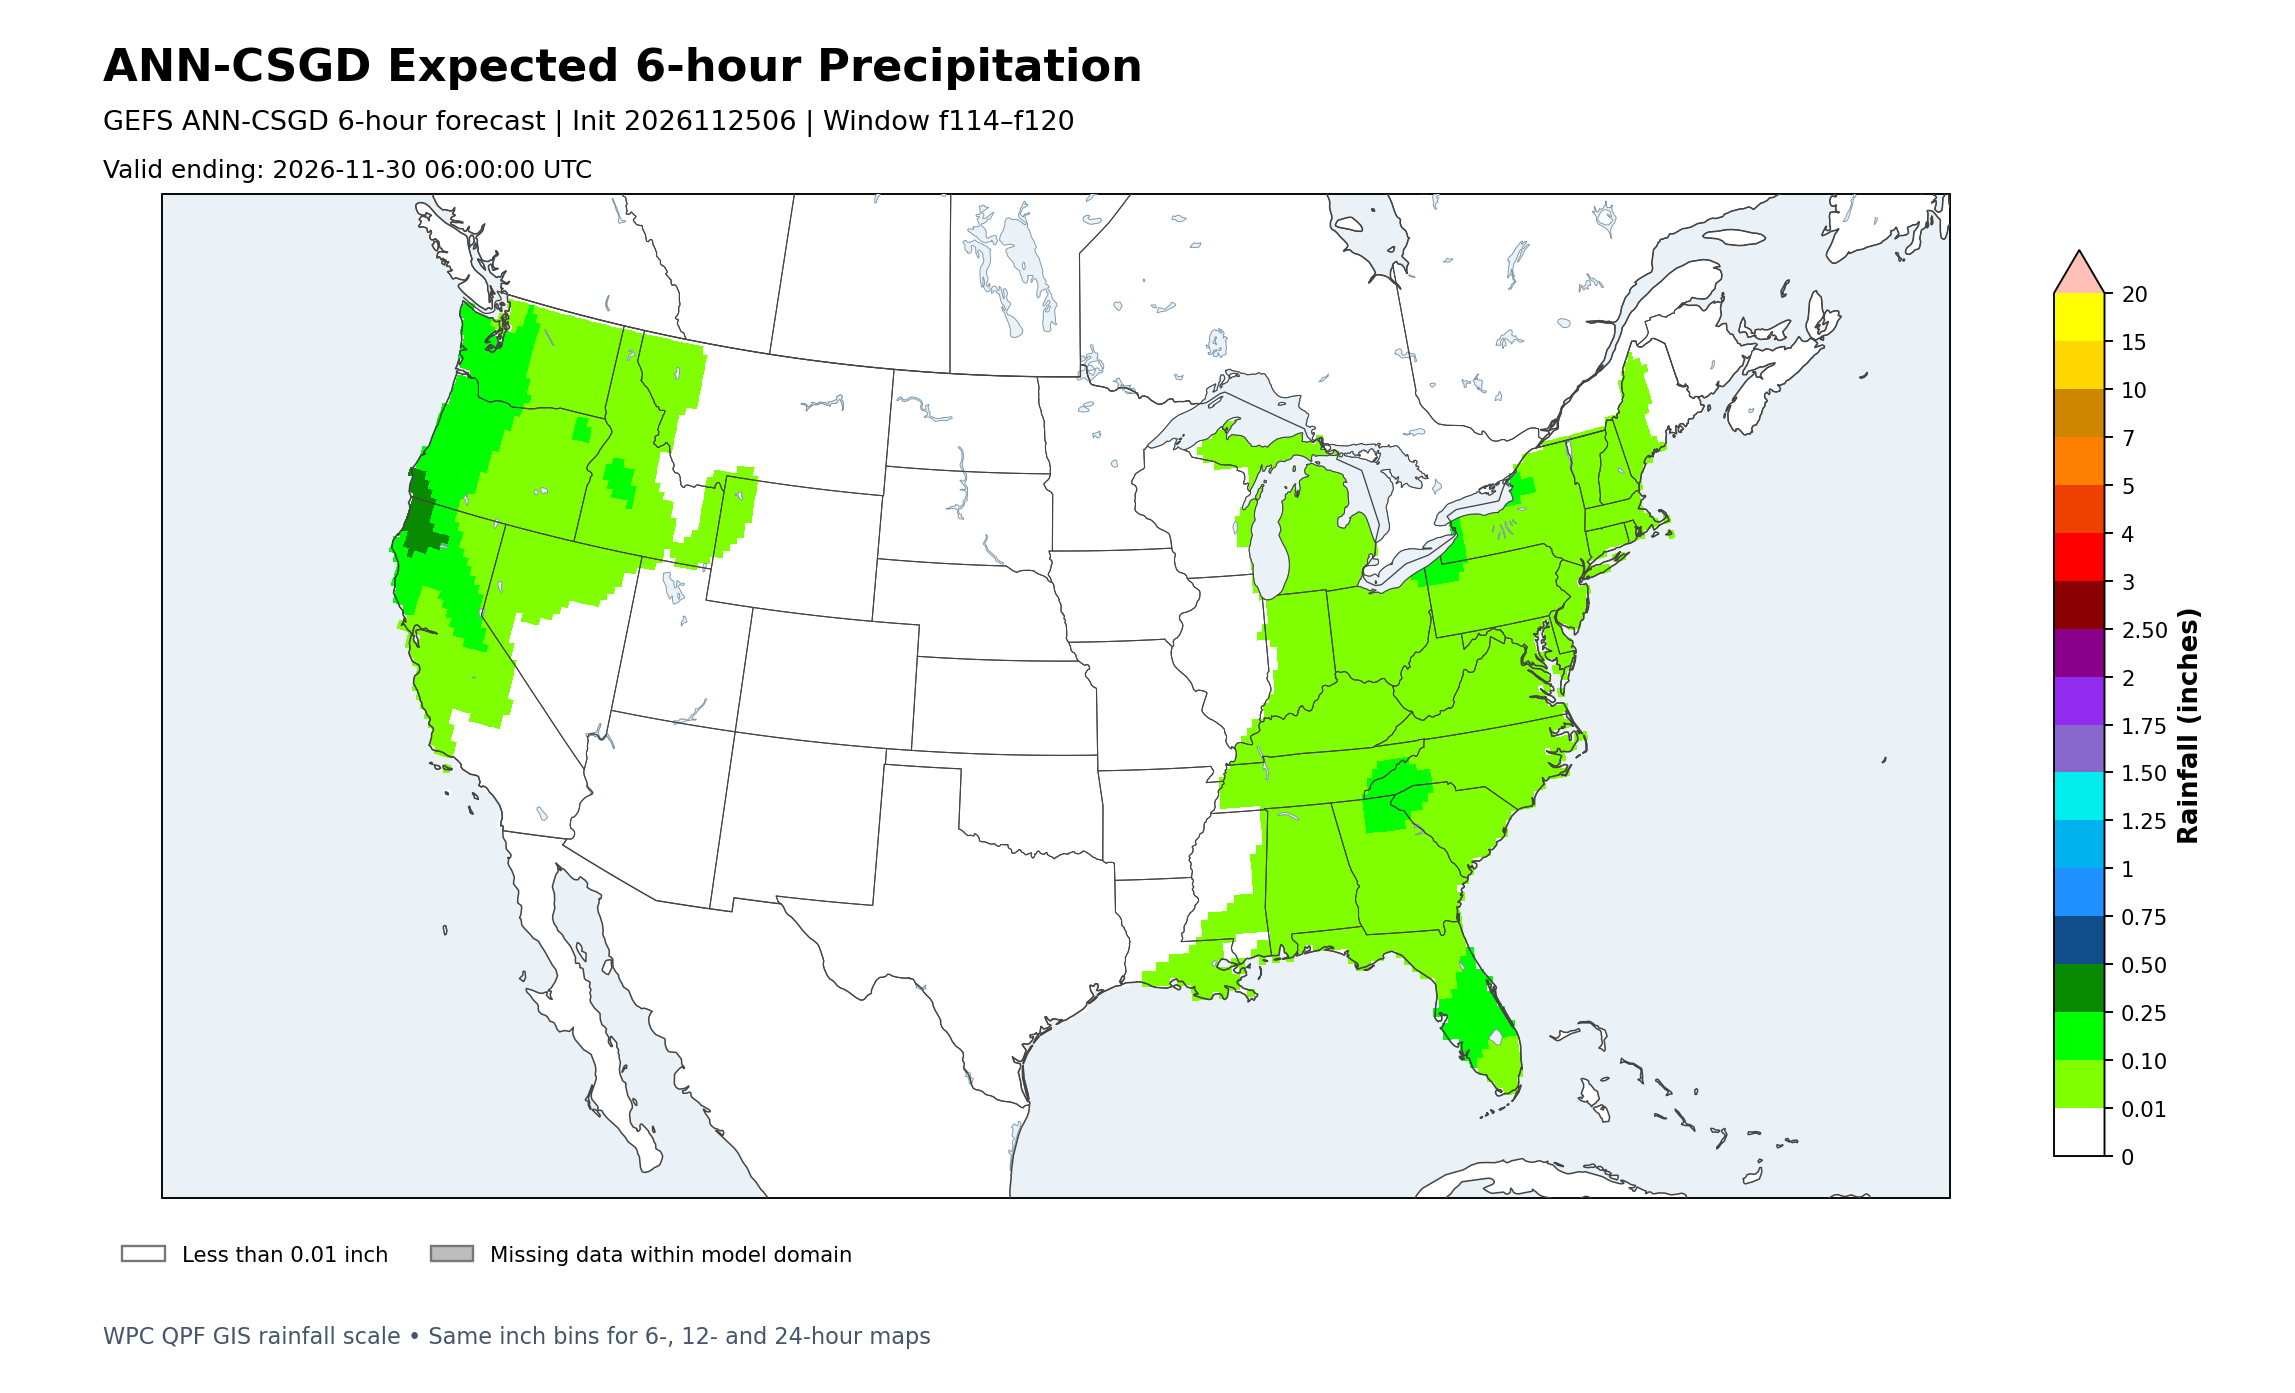 ANN-CSGD Expected 6-hour Precipitation
GEFS ANN-CSGD 6-hour forecast | Init 2026112506 | Window f114–f120
Valid ending: 2026-11-30 06:00:00 UTC
20
15
10
7
5
4
3
2.50
2
1.75
1.50
1.25
1
0.75
0.50
0.25
0.10
0.01
0
Rainfall (inches)
Less than 0.01 inch
Missing data within model domain
WPC QPF GIS rainfall scale • Same inch bins for 6-, 12- and 24-hour maps